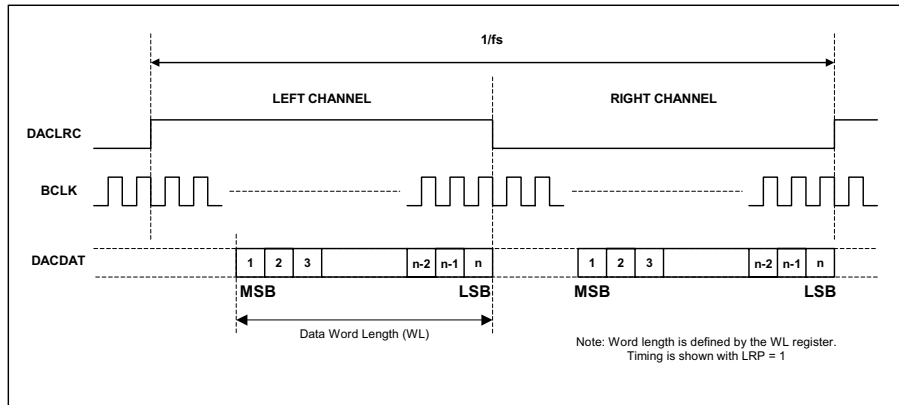 1/fs
LEFT CHANNEL RIGHT CHANNEL
DACLRC
BCLK
DACDAT 1 2 3 n-2 n-1 n 1 2 3 n-2 n-1 n
MSB LSB MSB LSB
Data Word Length (WL)
Note: Word length is defined by the WL register.
Timing is shown with LRP = 1